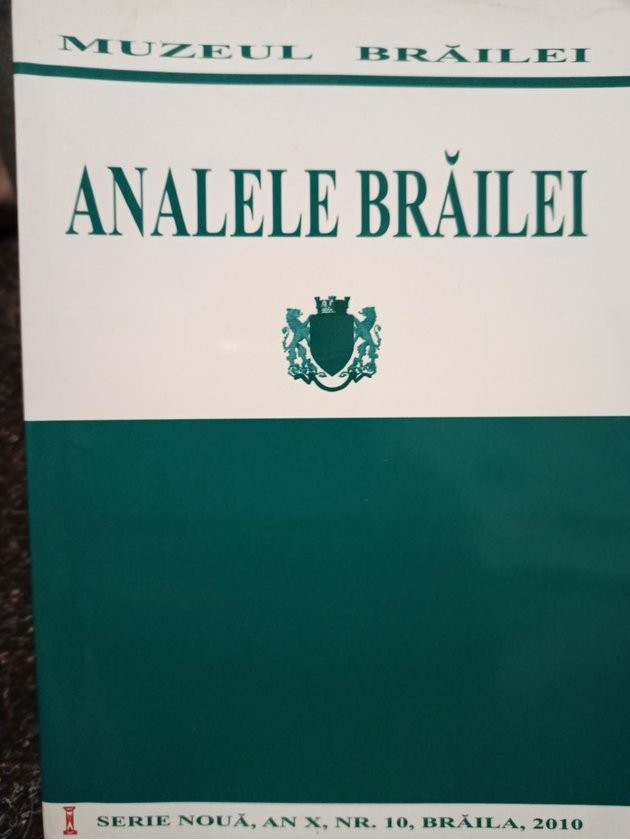 MUZEUL BRĂILEI
ANALELE BRĂILEI
SERIE NOUĂ, AN X, NR. 10, BRĂILA, 2010